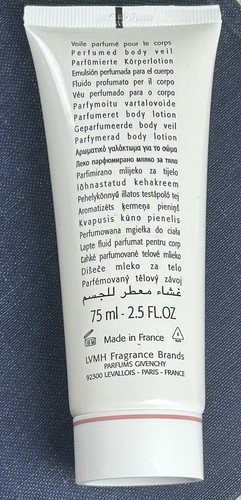 Voile parfumé pour le corps
Perfumed body veil
Parfümierte Körperlotion
Emulsión perfumada para el cuerpo
Fluido profumato per il corpo
Véu perfumado para o corpo
Parfymoitu vartalovoide
Parfumeret body lotion
Geparfumeerde body veil
Parfymerad body lotion
Αρωματικό γαλάκτωμα για το σώμα
Леко парфюмирано мляко за тяло
Parfimirano mlijeko za tijelo
lõhnastatud kehakreem
Pehelykönnyű illatos testápoló tej
Aromatizēts ķermeņa pieniņš
Kvapusis kūno pienelis
Perfumowana mgiełka do ciała
Lapte fluid parfumat pentru corp
Ľahké parfumované telové mlieko
Dišeče mleko za telo
Parfémovaný tělový závoj
غشاء معطر للجسم
75 ml - 2.5 FL.OZ
Made in France
LVMH Fragrance Brands
PARFUMS GIVENCHY
92300 LEVALLOIS - PARIS - FRANCE